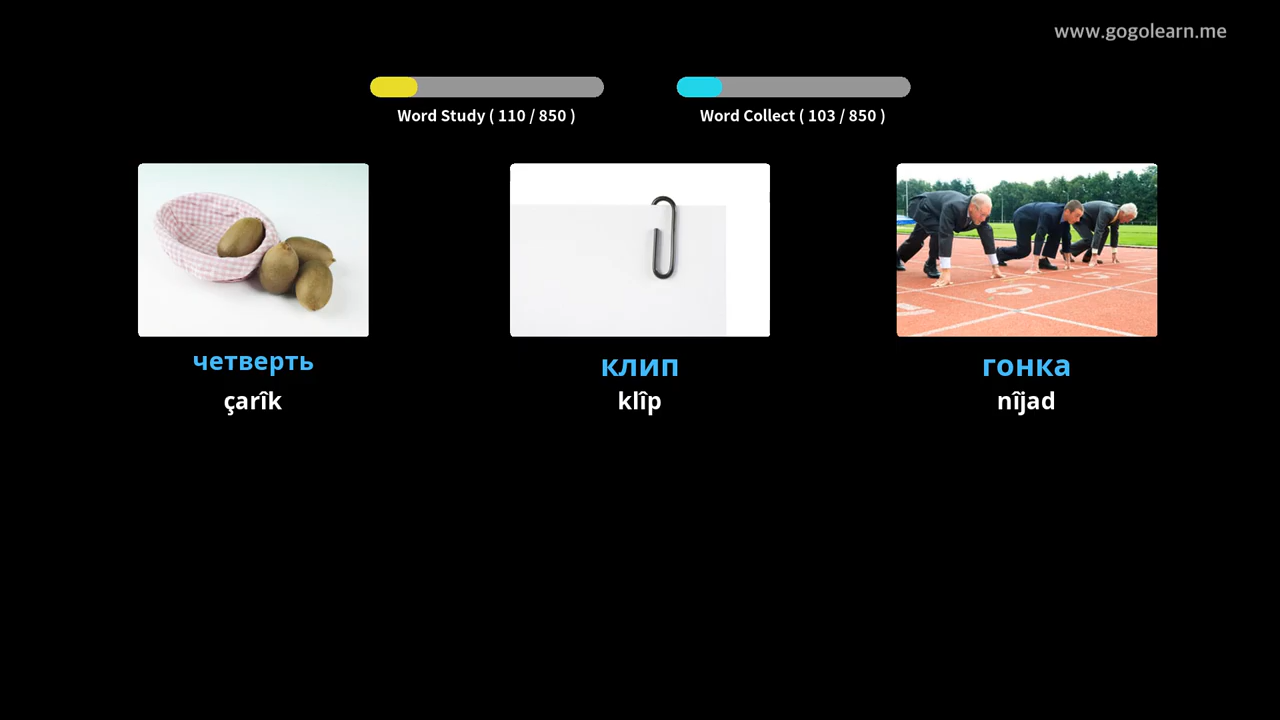 www.gogolearn.me
Word Study ( 110 / 850 )
Word Collect ( 103 / 850 )
четверть
çarîk
клип
klîp
гонка
nîjad